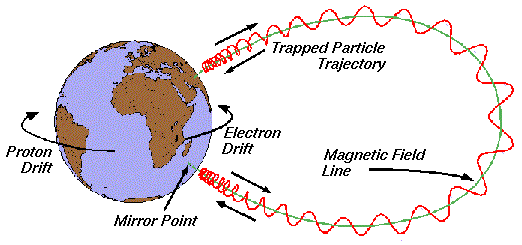 Trapped Particle
Trajectory
Electron
Drift
Proton
Drift
Magnetic Field
Line
Mirror Point